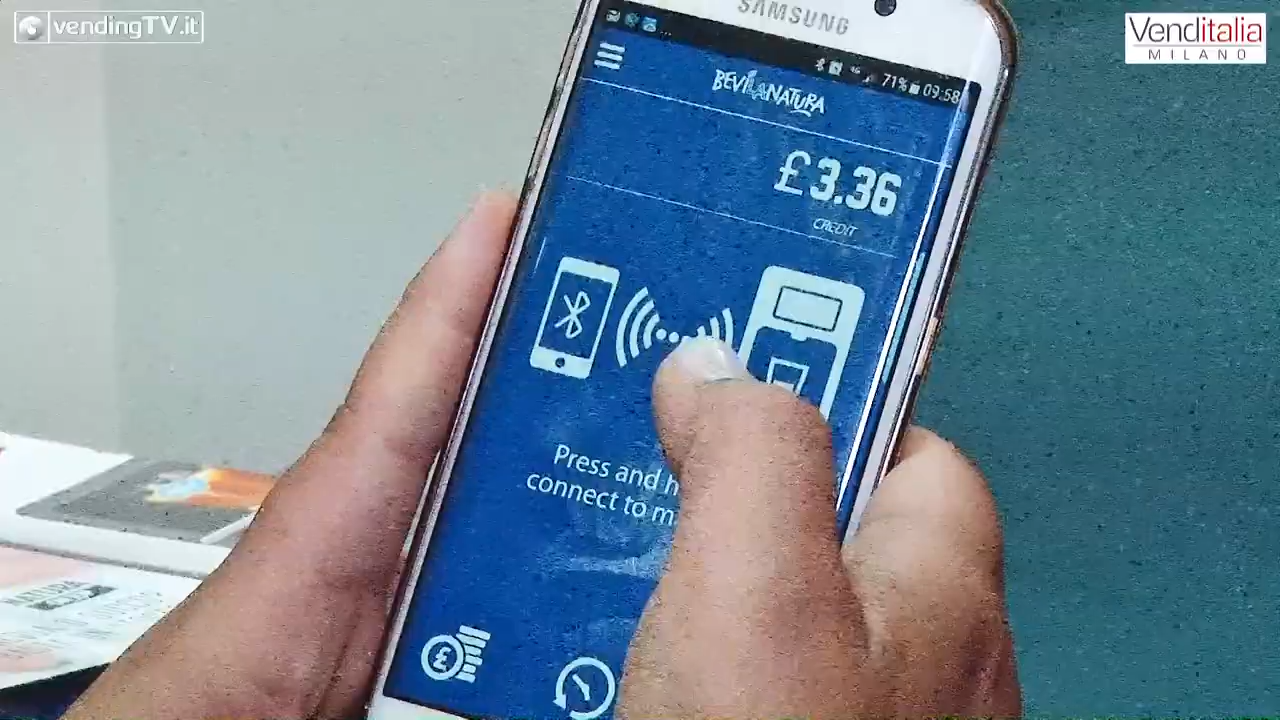 vendingTV.it
Venditalia
MILANO
SAMSUNG
71% 09:58
BEVILANATURA
£3.36
CREDIT
Press and
connect to
£